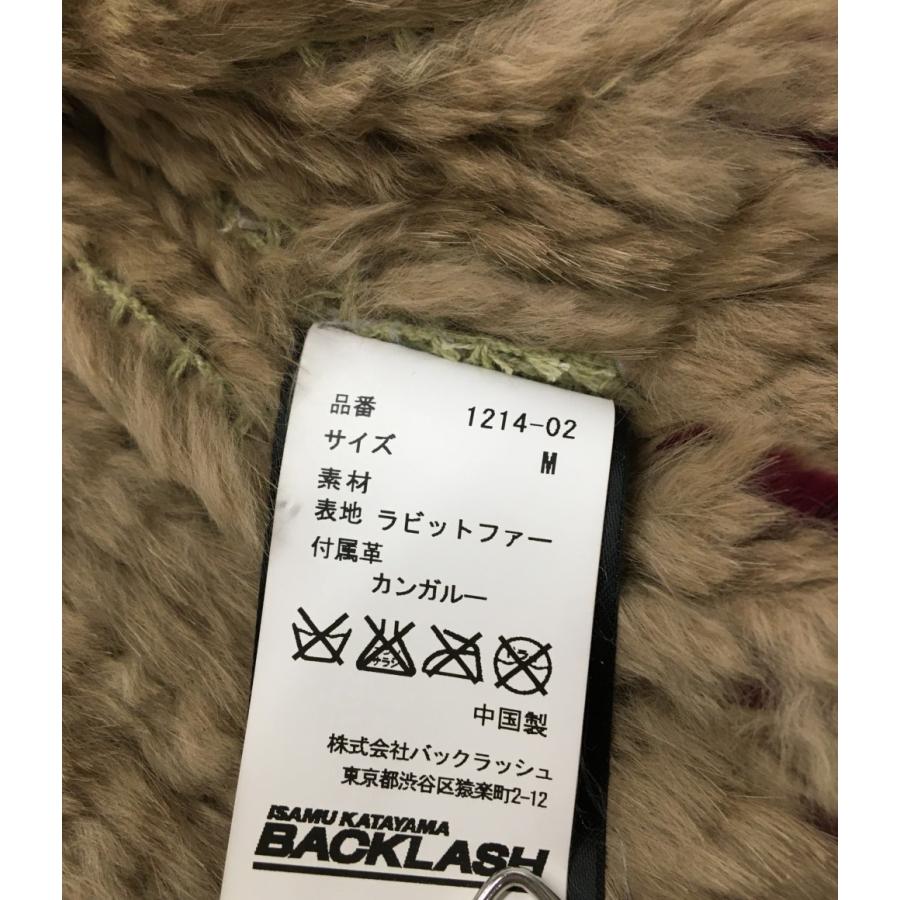 品番 1214-02
サイズ M
素材
表地 ラビットファー
付属革
カンガルー
中国製
株式会社バックラッシュ
東京都渋谷区猿楽町2-12
ISAMU KATAYAMA
BACKLASH